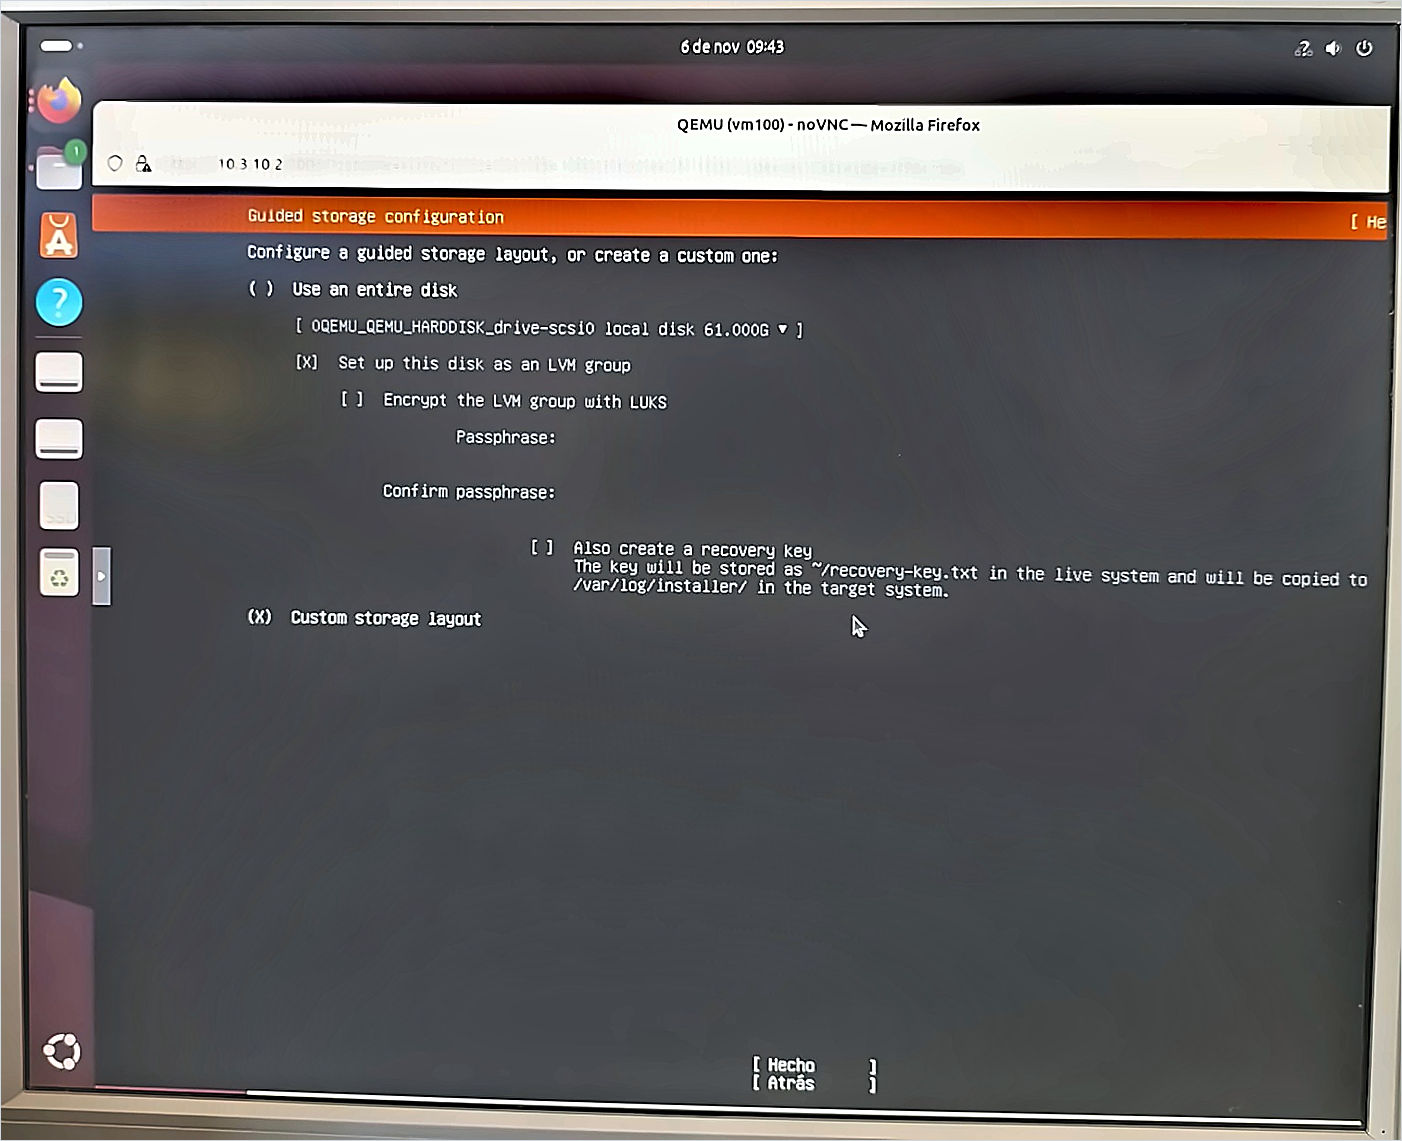 6 de nov 09:43
1
QEMU (vm100) - noVNC — Mozilla Firefox
10.3.10.2
Guided storage configuration [ He
Configure a guided storage layout, or create a custom one:
( ) Use an entire disk
[ 0QEMU_QEMU_HARDDISK_drive-scsi0 local disk 61.000G ▼ ]
[X] Set up this disk as an LVM group
[ ] Encrypt the LVM group with LUKS
Passphrase:
Confirm passphrase:
[ ] Also create a recovery key
The key will be stored as ~/recovery-key.txt in the live system and will be copied to
/var/log/installer/ in the target system.
(X) Custom storage layout
[ Hecho ]
[ Atrás ]